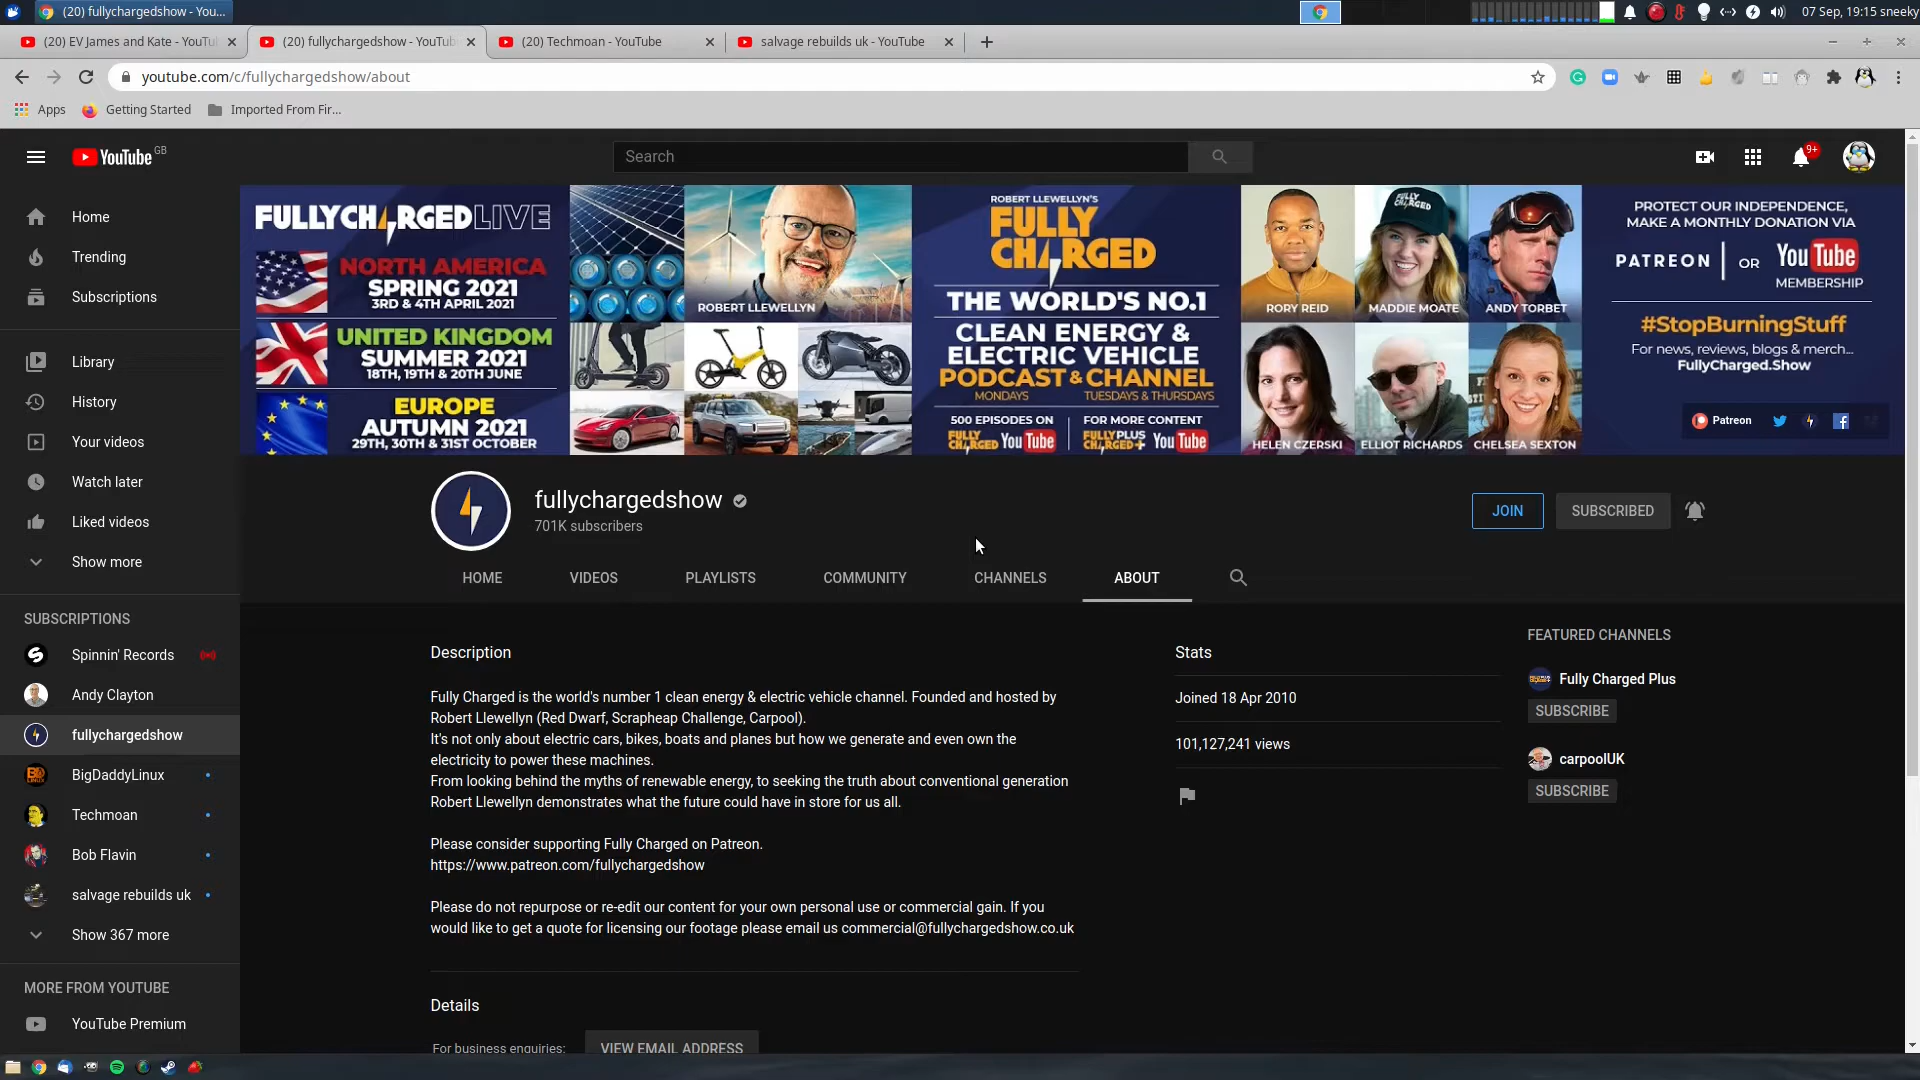 (20) fullychargedshow - You...
07 Sep, 19:15 sneeky
(20) EV James and Kate - YouTu
(20) fullychargedshow - YouTub
(20) Techmoan - YouTube
salvage rebuilds uk - YouTube
youtube.com/c/fullychargedshow/about
Apps
Getting Started
Imported From Fir...
YouTube GB
Search
9+
Home
Trending
Subscriptions
Library
History
Your videos
Watch later
Liked videos
Show more
SUBSCRIPTIONS
Spinnin' Records
Andy Clayton
fullychargedshow
BigDaddyLinux
Techmoan
Bob Flavin
salvage rebuilds uk
Show 367 more
MORE FROM YOUTUBE
YouTube Premium
FULLYCHARGEDLIVE
NORTH AMERICA
SPRING 2021
3RD & 4TH APRIL 2021
UNITED KINGDOM
SUMMER 2021
18TH, 19TH & 20TH JUNE
EUROPE
AUTUMN 2021
29TH, 30TH & 31ST OCTOBER
ROBERT LLEWELLYN
ROBERT LLEWELLYN'S
FULLY
CHARGED
THE WORLD'S NO.1
CLEAN ENERGY &
ELECTRIC VEHICLE
PODCAST & CHANNEL
MONDAYS TUESDAYS & THURSDAYS
500 EPISODES ON
FULLY CHARGED YouTube
FOR MORE CONTENT
FULLY PLUS CHARGED+ YouTube
RORY REID
MADDIE MOATE
ANDY TORBET
HELEN CZERSKI
ELLIOT RICHARDS
CHELSEA SEXTON
PROTECT OUR INDEPENDENCE,
MAKE A MONTHLY DONATION VIA
PATREON OR YouTube
MEMBERSHIP
#StopBurningStuff
For news, reviews, blogs & merch...
FullyCharged.Show
Patreon
fullychargedshow
701K subscribers
JOIN
SUBSCRIBED
HOME
VIDEOS
PLAYLISTS
COMMUNITY
CHANNELS
ABOUT
Description
Fully Charged is the world's number 1 clean energy & electric vehicle channel. Founded and hosted by
Robert Llewellyn (Red Dwarf, Scrapheap Challenge, Carpool).
It's not only about electric cars, bikes, boats and planes but how we generate and even own the
electricity to power these machines.
From looking behind the myths of renewable energy, to seeking the truth about conventional generation
Robert Llewellyn demonstrates what the future could have in store for us all.
Please consider supporting Fully Charged on Patreon.
https://www.patreon.com/fullychargedshow
Please do not repurpose or re-edit our content for your own personal use or commercial gain. If you
would like to get a quote for licensing our footage please email us commercial@fullychargedshow.co.uk
Details
For business enquiries:
VIEW EMAIL ADDRESS
Stats
Joined 18 Apr 2010
101,127,241 views
FEATURED CHANNELS
Fully Charged Plus
SUBSCRIBE
carpoolUK
SUBSCRIBE